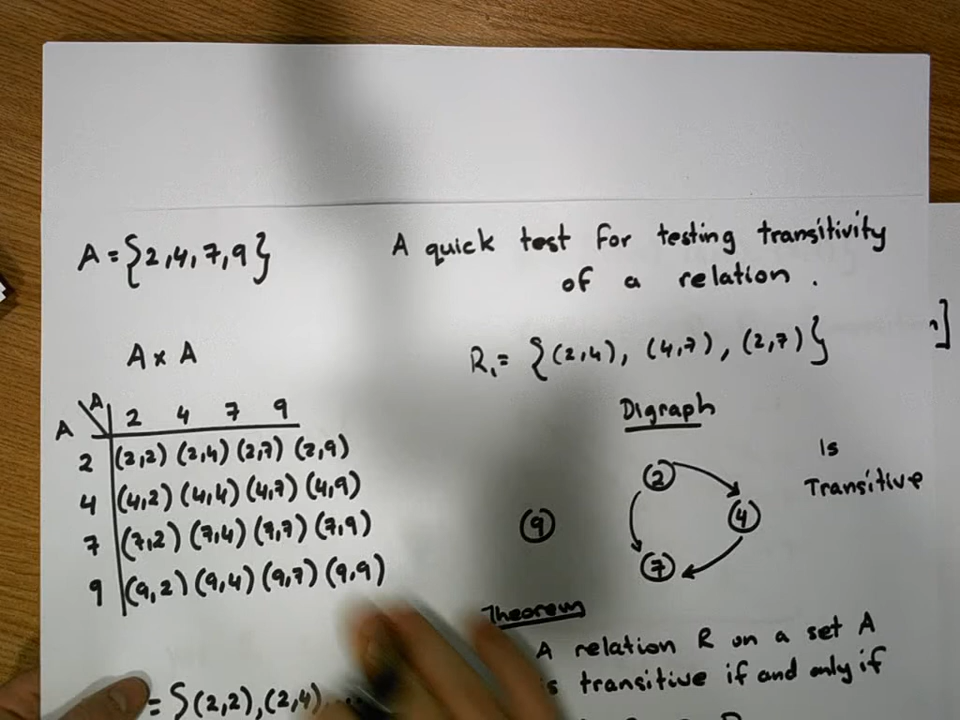 A = {2,4,7,9}
A quick test for testing transitivity
of a relation .
A x A
R₁= {(2,4), (4,7), (2,7)}
Digraph
A
A 2 4 7 9
2 (2,2) (2,4) (2,7) (2,9)
4 (4,2) (4,4) (4,7) (4,9)
7 (7,2) (7,4) (7,7) (7,9)
9 (9,2) (9,4) (9,7) (9,9)
2
4
7
9
Is
Transitive
Theorem
A relation R on a set A
transitive if and only if
= {(2,2),(2,4),
]